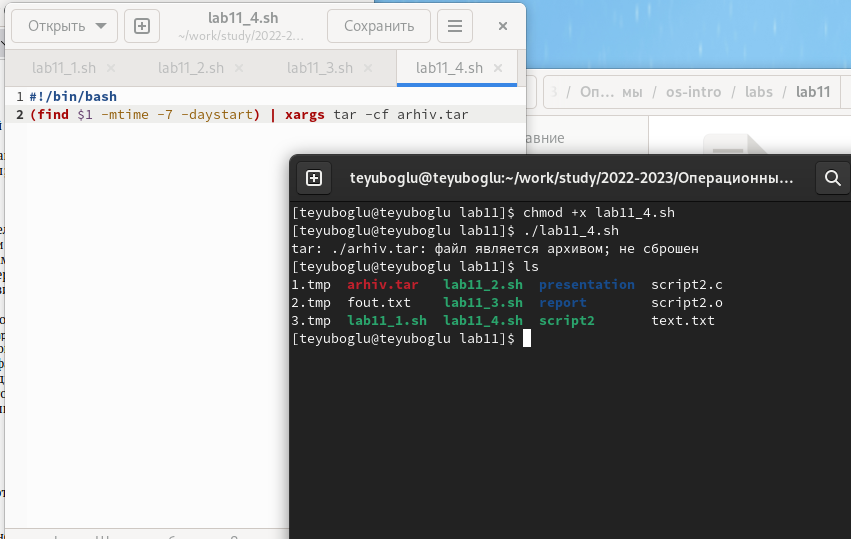 Открыть
lab11_4.sh
~/work/study/2022-2…
Сохранить
lab11_1.sh
lab11_2.sh
lab11_3.sh
lab11_4.sh
1 #!/bin/bash
2 (find $1 -mtime -7 -daystart) | xargs tar -cf arhiv.tar
/ Оп… мы / os-intro / labs / lab11
teyuboglu@teyuboglu:~/work/study/2022-2023/Операционны…
[teyuboglu@teyuboglu lab11]$ chmod +x lab11_4.sh
[teyuboglu@teyuboglu lab11]$ ./lab11_4.sh
tar: ./arhiv.tar: файл является архивом; не сброшен
[teyuboglu@teyuboglu lab11]$ ls
1.tmp arhiv.tar lab11_2.sh presentation script2.c
2.tmp fout.txt lab11_3.sh report script2.o
3.tmp lab11_1.sh lab11_4.sh script2 text.txt
[teyuboglu@teyuboglu lab11]$